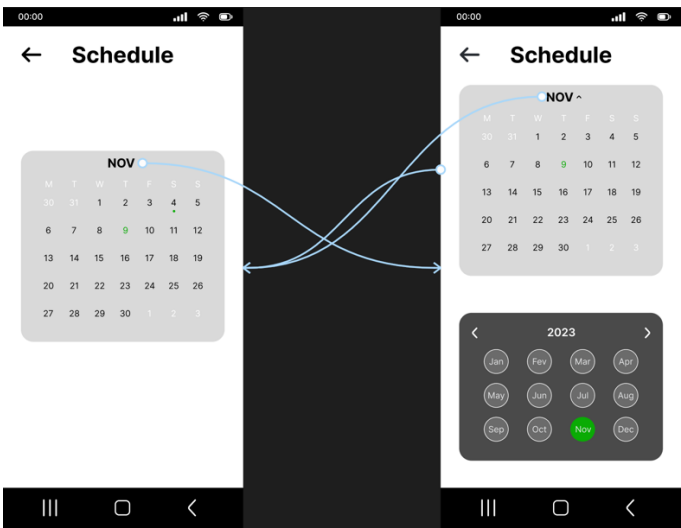 00:00
Schedule
NOV
M T W T F S S
30 31 1 2 3 4 5
6 7 8 9 10 11 12
13 14 15 16 17 18 19
20 21 22 23 24 25 26
27 28 29 30 1 2 3
00:00
Schedule
NOV
M T W T F S S
30 31 1 2 3 4 5
6 7 8 9 10 11 12
13 14 15 16 17 18 19
20 21 22 23 24 25 26
27 28 29 30 1 2 3
2023
Jan Fev Mar Apr
May Jun Jul Aug
Sep Oct Nov Dec